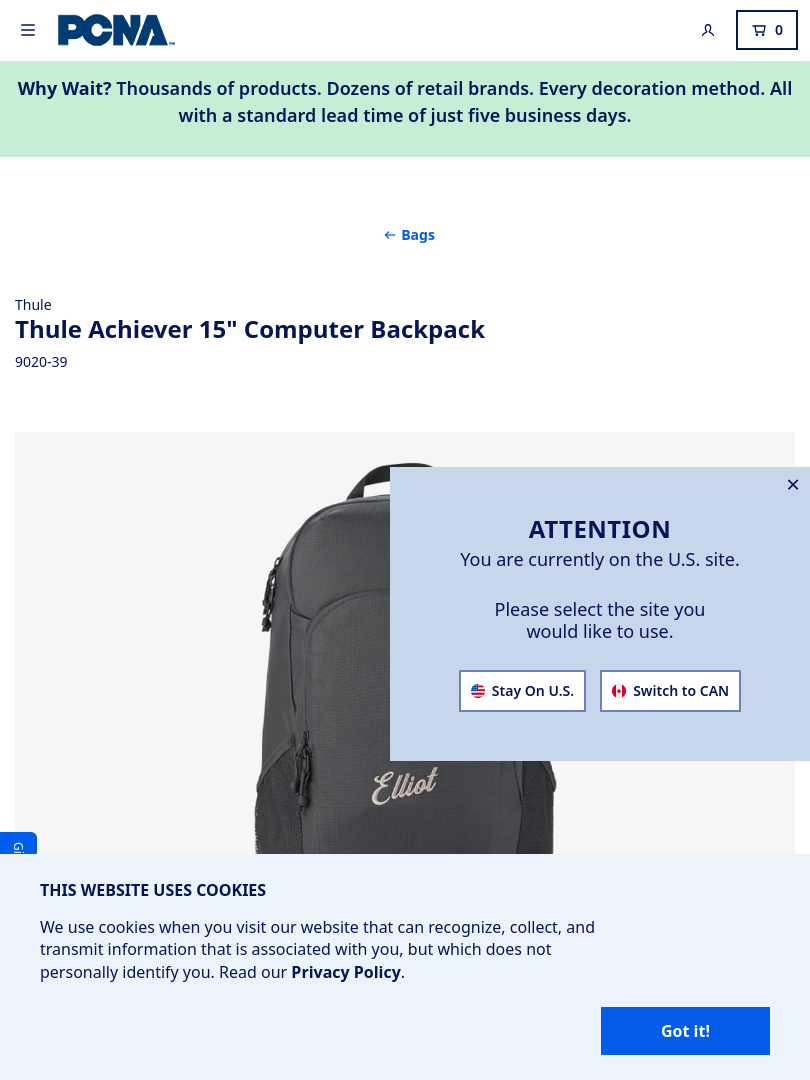 PCNA
0
Why Wait? Thousands of products. Dozens of retail brands. Every decoration method. All
with a standard lead time of just five business days.
← Bags
Thule
Thule Achiever 15" Computer Backpack
9020-39
Elliot
ATTENTION
You are currently on the U.S. site.
Please select the site you
would like to use.
Stay On U.S.
Switch to CAN
THIS WEBSITE USES COOKIES
We use cookies when you visit our website that can recognize, collect, and
transmit information that is associated with you, but which does not
personally identify you. Read our Privacy Policy.
Got it!